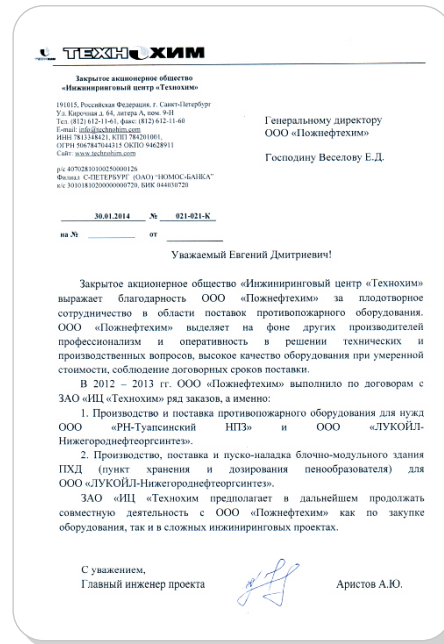 ТЕХНОХИМ
Закрытое акционерное общество
«Инжиниринговый центр «Технохим»
191015, Российская Федерация, г. Санкт-Петербург
Ул. Кирочная д. 64, литера А, пом. 9-Н
Тел. (812) 612-11-61, факс: (812) 612-11-60
E-mail: info@technohim.com
ИНН 7813348421, КПП 784201001,
ОГРН 5067847044315 ОКПО 94628911
Сайт: www.technohim.com
р/с 40702810100250000126
Филиал С-ПЕТЕРБУРГ (ОАО) "НОМОС-БАНКА"
к/с 30101810200000000720, БИК 044030720
Генеральному директору
ООО «Пожнефтехим»
Господину Веселову Е.Д.
30.01.2014 № 021-021-К
на № от
Уважаемый Евгений Дмитриевич!
Закрытое акционерное общество «Инжиниринговый центр «Технохим»
выражает благодарность ООО «Пожнефтехим» за плодотворное
сотрудничество в области поставок противопожарного оборудования.
ООО «Пожнефтехим» выделяет на фоне других производителей
профессионализм и оперативность в решении технических и
производственных вопросов, высокое качество оборудования при умеренной
стоимости, соблюдение договорных сроков поставки.
В 2012 – 2013 гг. ООО «Пожнефтехим» выполнило по договорам с
ЗАО «ИЦ «Технохим» ряд заказов, а именно:
1. Производство и поставка противопожарного оборудования для нужд
ООО «РН-Туапсинский НПЗ» и ООО «ЛУКОЙЛ-
Нижегороднефтеоргсинтез».
2. Производство, поставка и пуско-наладка блочно-модульного здания
ПХД (пункт хранения и дозирования пенообразователя) для
ООО «ЛУКОЙЛ-Нижегороднефтеоргсинтез».
ЗАО «ИЦ «Технохим предполагает в дальнейшем продолжать
совместную деятельность с ООО «Пожнефтехим» как по закупке
оборудования, так и в сложных инжиниринговых проектах.
С уважением,
Главный инженер проекта Аристов А.Ю.